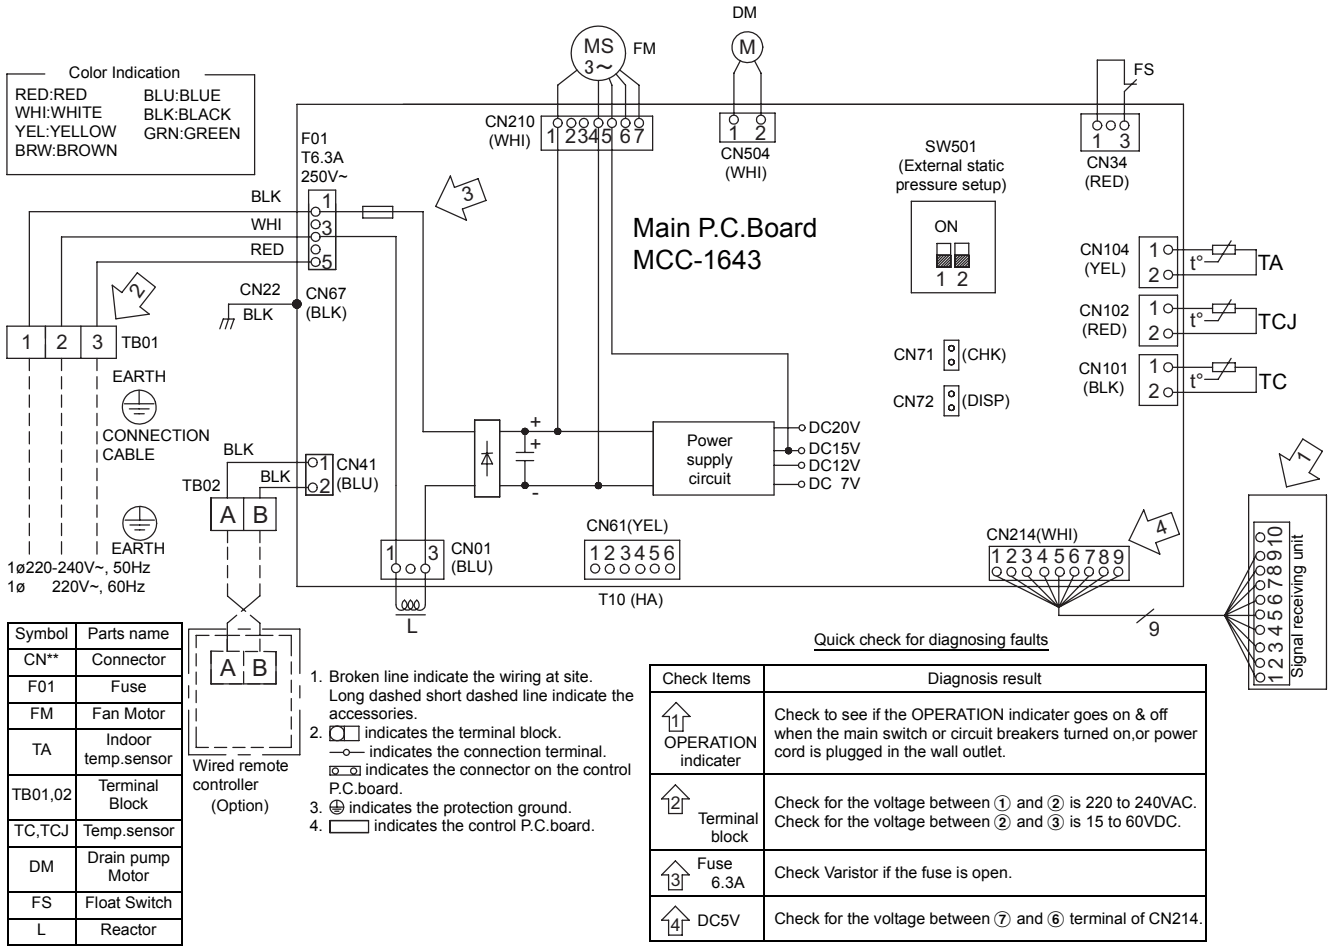 Color Indication
RED:RED BLU:BLUE
WHI:WHITE BLK:BLACK
YEL:YELLOW GRN:GREEN
BRW:BROWN
MS
3～
FM
DM
M
FS
CN210
(WHI)
1 2 3 4 5 6 7
1 2
CN504
(WHI)
1 3
CN34
(RED)
F01
T6.3A
250V~
BLK
WHI
RED
1
3
5
3
Main P.C.Board
MCC-1643
SW501
(External static
pressure setup)
ON
1 2
CN104
(YEL)
1
2
t°
TA
CN102
(RED)
1
2
t°
TCJ
CN101
(BLK)
1
2
t°
TC
CN22
BLK
CN67
(BLK)
2
1 2 3 TB01
EARTH
CONNECTION
CABLE
CN71 (CHK)
CN72 (DISP)
+
+
-
Power
supply
circuit
DC20V
DC15V
DC12V
DC 7V
BLK
BLK
1
2
CN41
(BLU)
TB02
A B
EARTH
1ø220-240V~, 50Hz
1ø 220V~, 60Hz
1 3
CN01
(BLU)
L
CN61(YEL)
1 2 3 4 5 6
T10 (HA)
CN214(WHI)
1 2 3 4 5 6 7 8 9
4
9
1
1 2 3 4 5 6 7 8 9 10
Signal receiving unit
Symbol Parts name
CN** Connector
F01 Fuse
FM Fan Motor
TA Indoor
temp.sensor
TB01,02 Terminal
Block
TC,TCJ Temp.sensor
DM Drain pump
Motor
FS Float Switch
L Reactor
A B
Wired remote
controller
(Option)
1. Broken line indicate the wiring at site.
Long dashed short dashed line indicate the
accessories.
2. indicates the terminal block.
indicates the connection terminal.
indicates the connector on the control
P.C.board.
3. indicates the protection ground.
4. indicates the control P.C.board.
Quick check for diagnosing faults
Check Items Diagnosis result
1
OPERATION
indicater
Check to see if the OPERATION indicater goes on & off
when the main switch or circuit breakers turned on,or power
cord is plugged in the wall outlet.
2
Terminal
block
Check for the voltage between ① and ② is 220 to 240VAC.
Check for the voltage between ② and ③ is 15 to 60VDC.
3 Fuse
6.3A
Check Varistor if the fuse is open.
4 DC5V
Check for the voltage between ⑦ and ⑥ terminal of CN214.